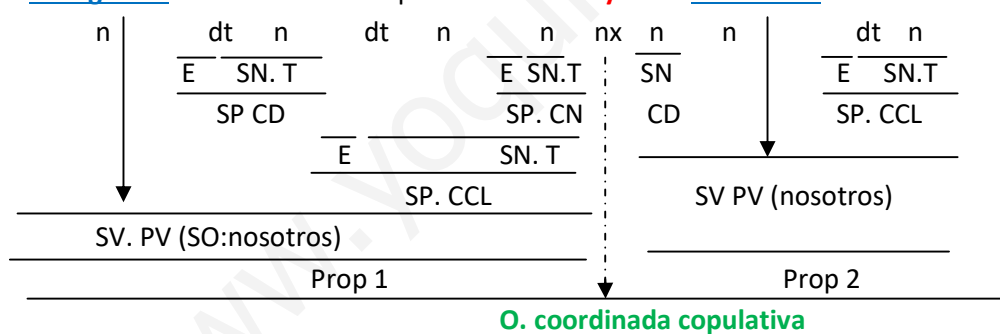 n dt n dt n n nx n n dt n
E SN. T E SN.T SN E SN.T
SP CD SP. CN CD SP. CCL
E SN. T
SP. CCL SV PV (nosotros)
SV. PV (SO:nosotros)
Prop 1 Prop 2
O. coordinada copulativa